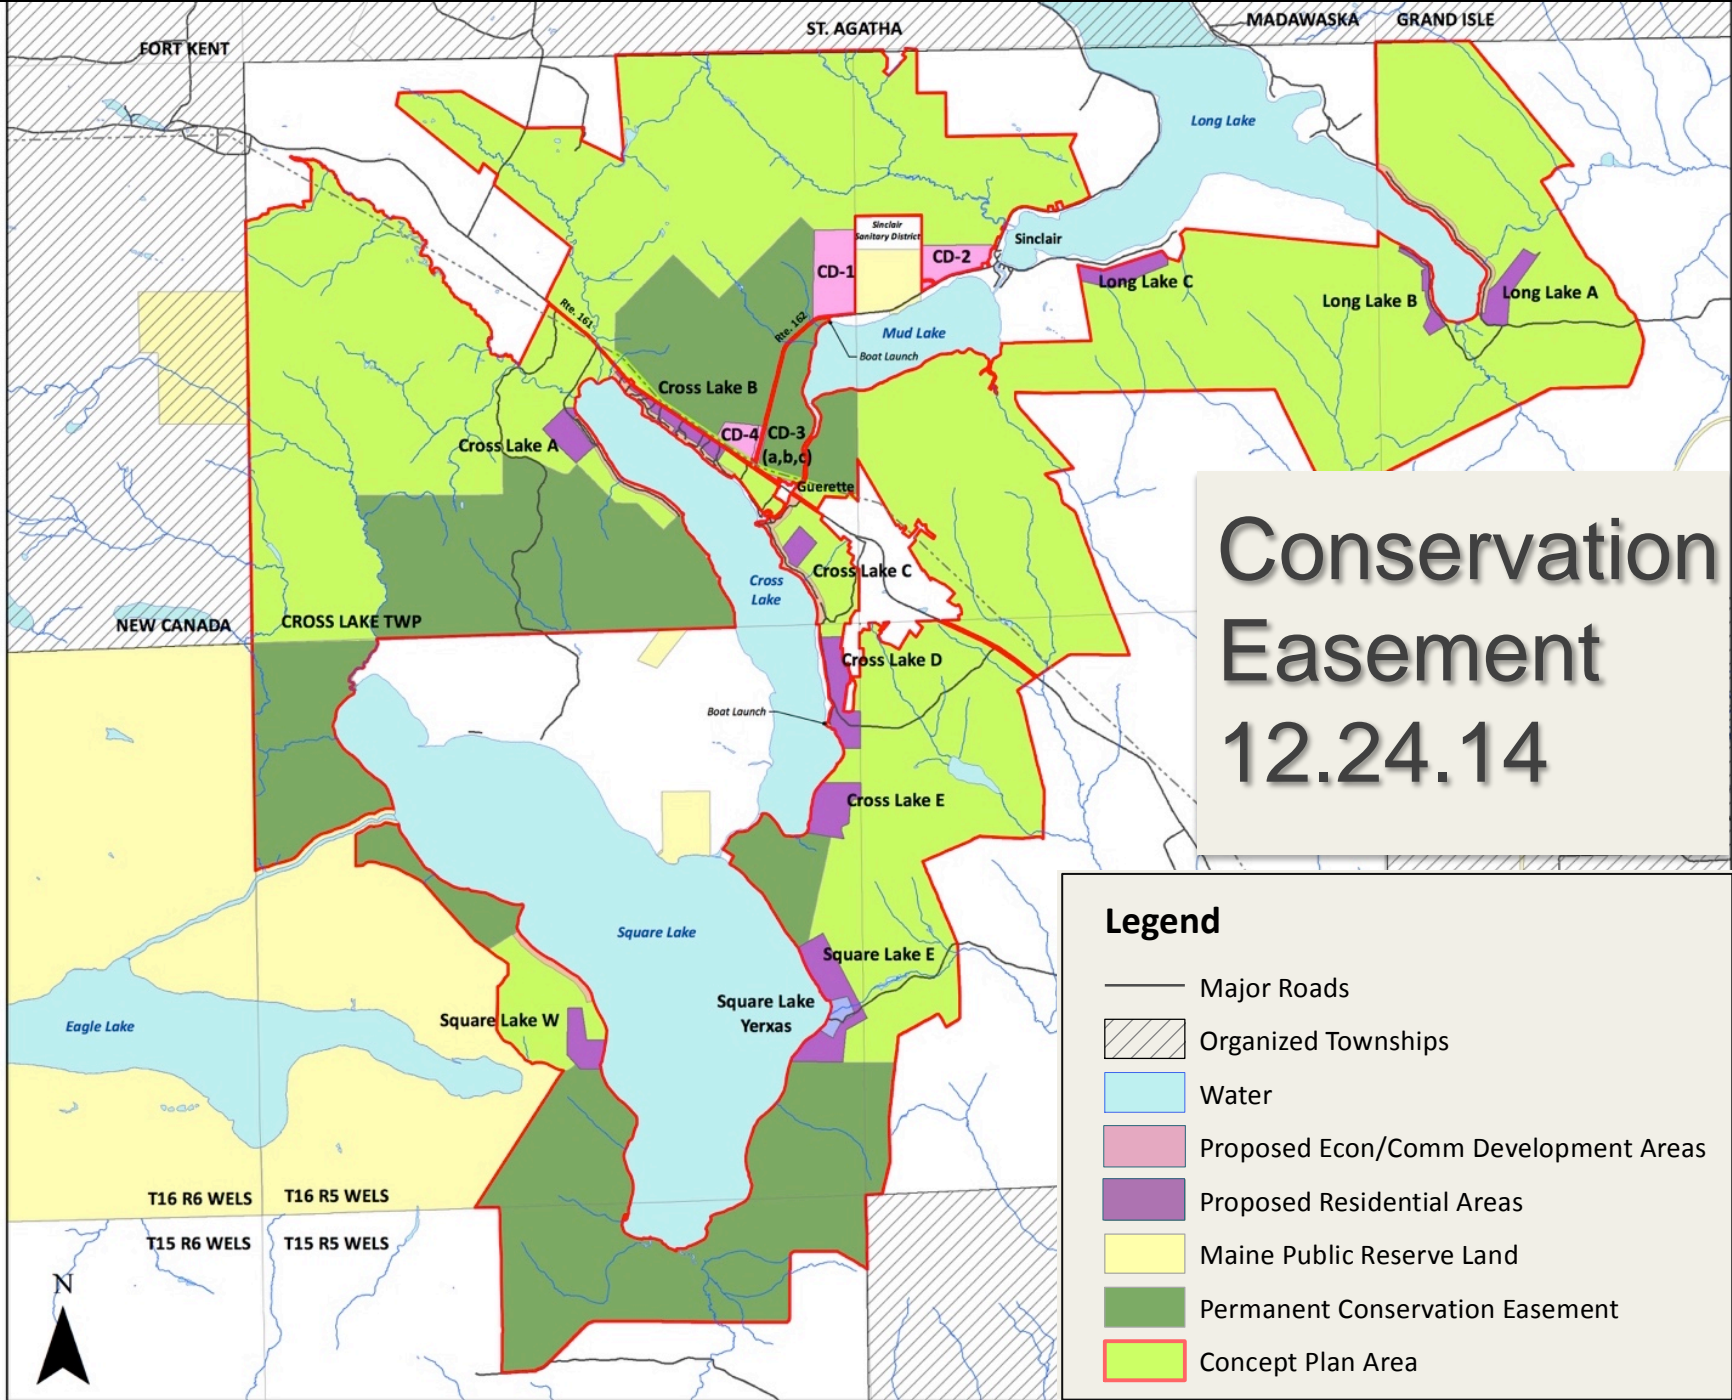 ST. AGATHA
MADAWASKA
GRAND ISLE
FORT KENT
Long Lake
Sinclair
Sanitary District
Sinclair
CD-1
CD-2
Long Lake C
Long Lake B
Long Lake A
Rte. 161
Rte. 162
Mud Lake
Boat Launch
Cross Lake B
CD-4
CD-3
(a,b,c)
Cross Lake A
Guerette
Cross Lake C
Cross
Lake
NEW CANADA
CROSS LAKE TWP
Cross Lake D
Boat Launch
Cross Lake E
Square Lake
Square Lake E
Square Lake
Yerxas
Square Lake W
Eagle Lake
T16 R6 WELS
T16 R5 WELS
T15 R6 WELS
T15 R5 WELS
N
Conservation
Easement
12.24.14
Legend
Major Roads
Organized Townships
Water
Proposed Econ/Comm Development Areas
Proposed Residential Areas
Maine Public Reserve Land
Permanent Conservation Easement
Concept Plan Area